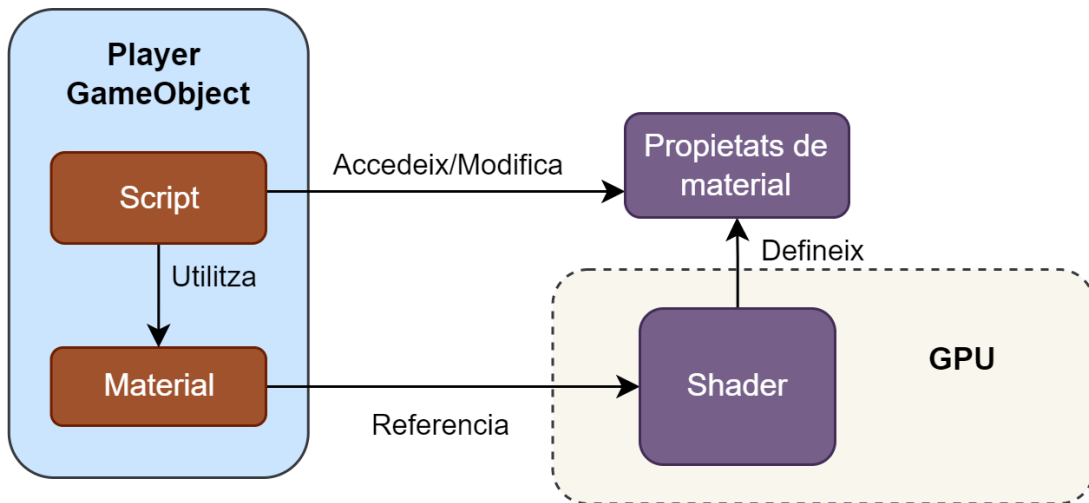 Player
GameObject
Script
Accedeix/Modifica
Propietats de
material
Utilitza
Defineix
Material
Referencia
Shader
GPU